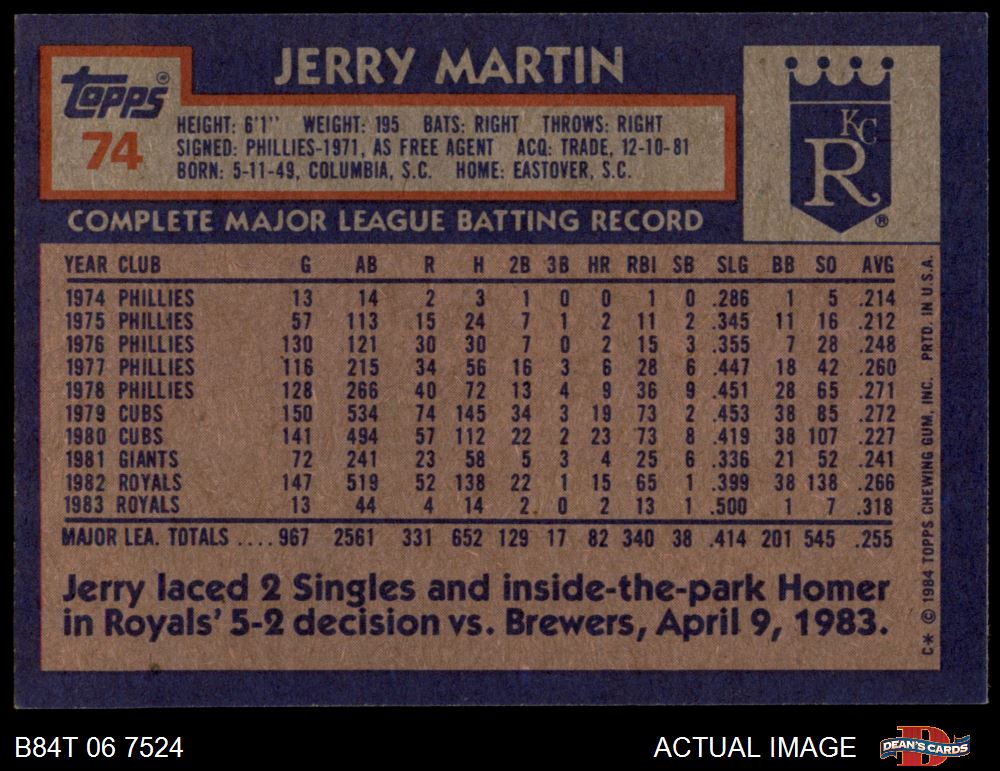 JERRY MARTIN
Topps®
74
HEIGHT: 6'1" WEIGHT: 195 BATS: RIGHT THROWS: RIGHT
SIGNED: PHILLIES-1971, AS FREE AGENT ACQ: TRADE, 12-10-81
BORN: 5-11-49, COLUMBIA, S.C. HOME: EASTOVER, S.C.
KC
R
®
COMPLETE MAJOR LEAGUE BATTING RECORD
YEAR CLUB G AB R H 2B 3B HR RBI SB SLG BB SO AVG
1974 PHILLIES 13 14 2 3 1 0 0 1 0 .286 1 5 .214
1975 PHILLIES 57 113 15 24 7 1 2 11 2 .345 11 16 .212
1976 PHILLIES 130 121 30 30 7 0 2 15 3 .355 7 28 .248
1977 PHILLIES 116 215 34 56 16 3 6 28 6 .447 18 42 .260
1978 PHILLIES 128 266 40 72 13 4 9 36 9 .451 28 65 .271
1979 CUBS 150 534 74 145 34 3 19 73 2 .453 38 85 .272
1980 CUBS 141 494 57 112 22 2 23 73 8 .419 38 107 .227
1981 GIANTS 72 241 23 58 5 3 4 25 6 .336 21 52 .241
1982 ROYALS 147 519 52 138 22 1 15 65 1 .399 38 138 .266
1983 ROYALS 13 44 4 14 2 0 2 13 1 .500 1 7 .318
MAJOR LEA. TOTALS .... 967 2561 331 652 129 17 82 340 38 .414 201 545 .255
Jerry laced 2 Singles and inside-the-park Homer
in Royals' 5-2 decision vs. Brewers, April 9, 1983.
C* © 1984 TOPPS CHEWING GUM, INC. PRTD. IN U.S.A.
B84T 06 7524
ACTUAL IMAGE
DEAN'S CARDS